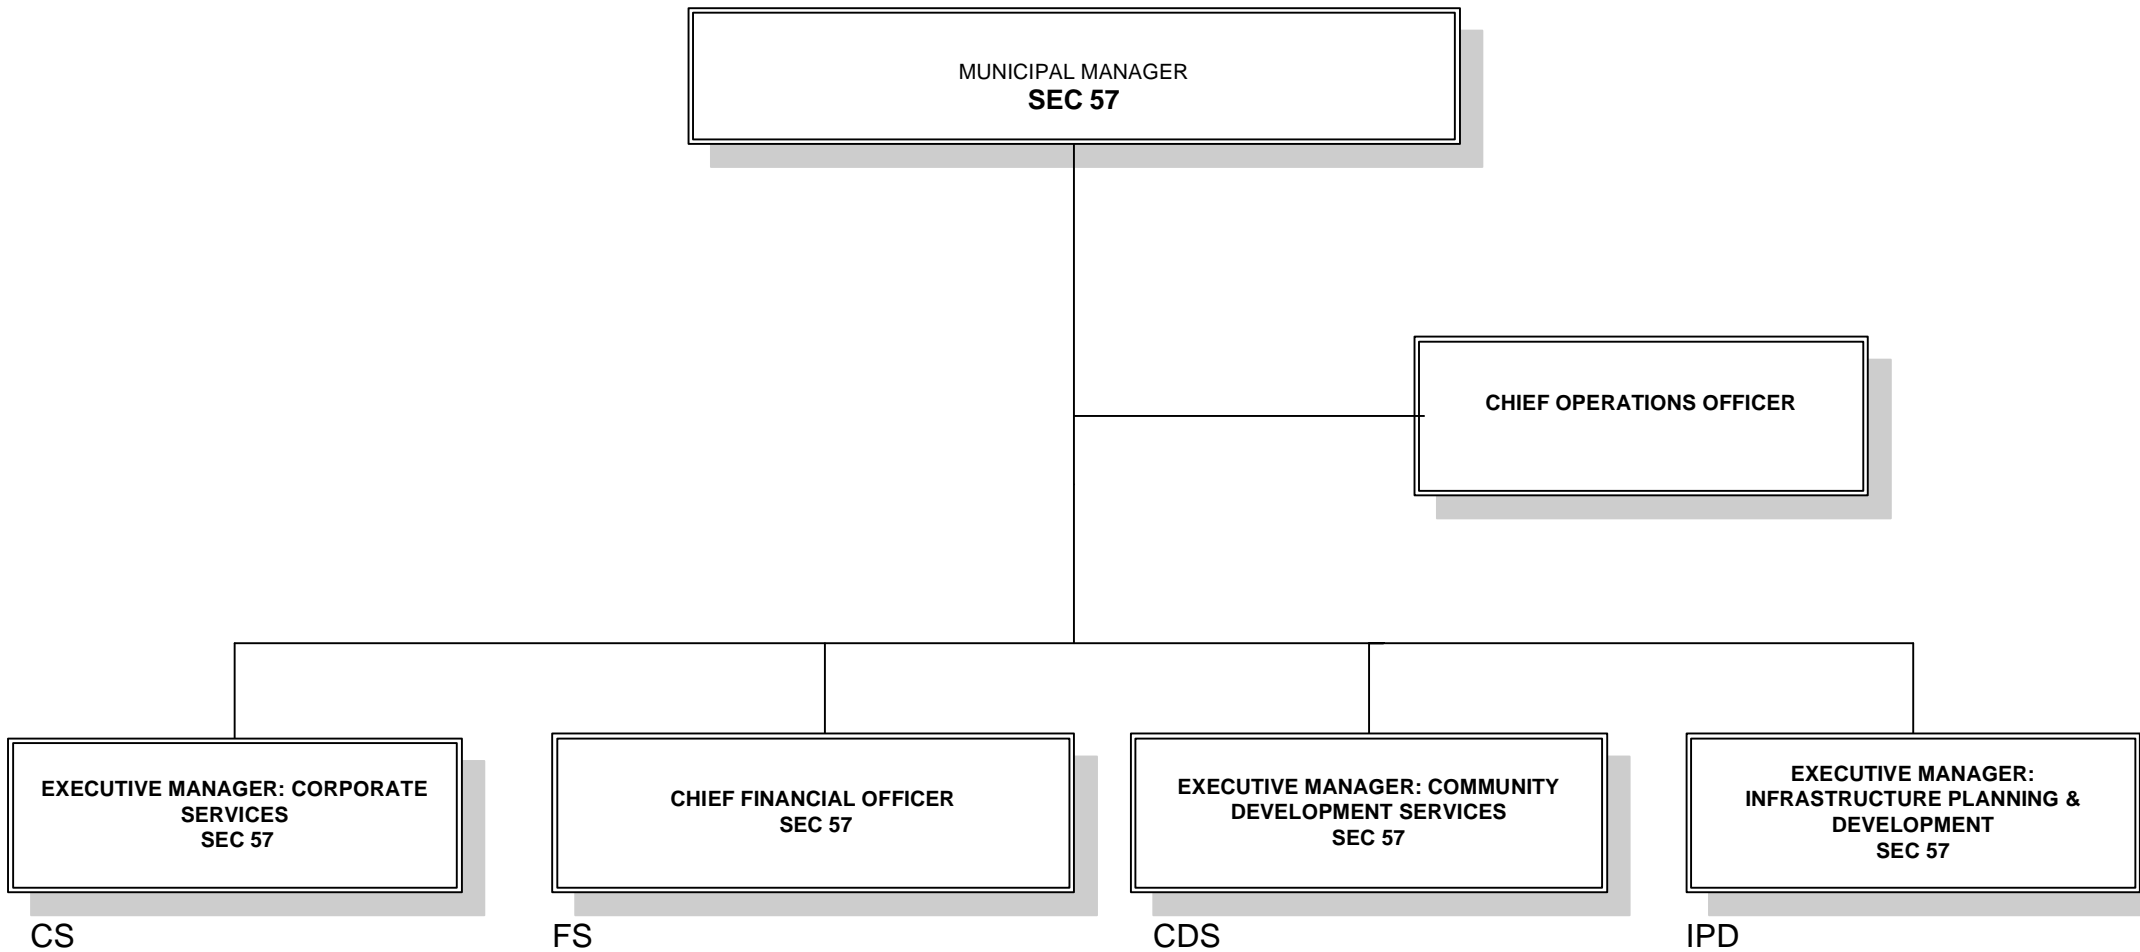 MUNICIPAL MANAGER
SEC 57
CHIEF OPERATIONS OFFICER
EXECUTIVE MANAGER: CORPORATE
SERVICES
SEC 57
CHIEF FINANCIAL OFFICER
SEC 57
EXECUTIVE MANAGER: COMMUNITY
DEVELOPMENT SERVICES
SEC 57
EXECUTIVE MANAGER:
INFRASTRUCTURE PLANNING &
DEVELOPMENT
SEC 57
CS
FS
CDS
IPD